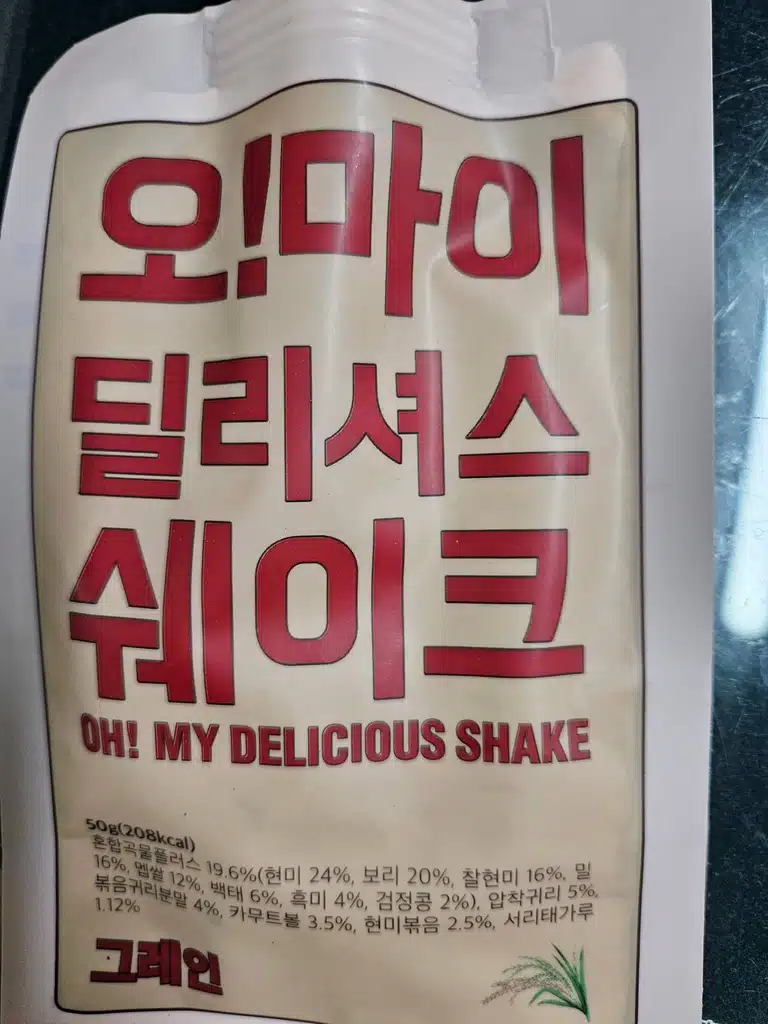 오!마이
딜리셔스
쉐이크
OH! MY DELICIOUS SHAKE
50g(208kcal)
혼합곡물플러스 19.6%(현미 24%, 보리 20%, 찰현미 16%, 밀
16%, 멥쌀 12%, 백태 6%, 흑미 4%, 검정콩 2%), 압착귀리 5%,
볶음귀리분말 4%, 카무트볼 3.5%, 현미볶음 2.5%, 서리태가루
1.12%
그레인